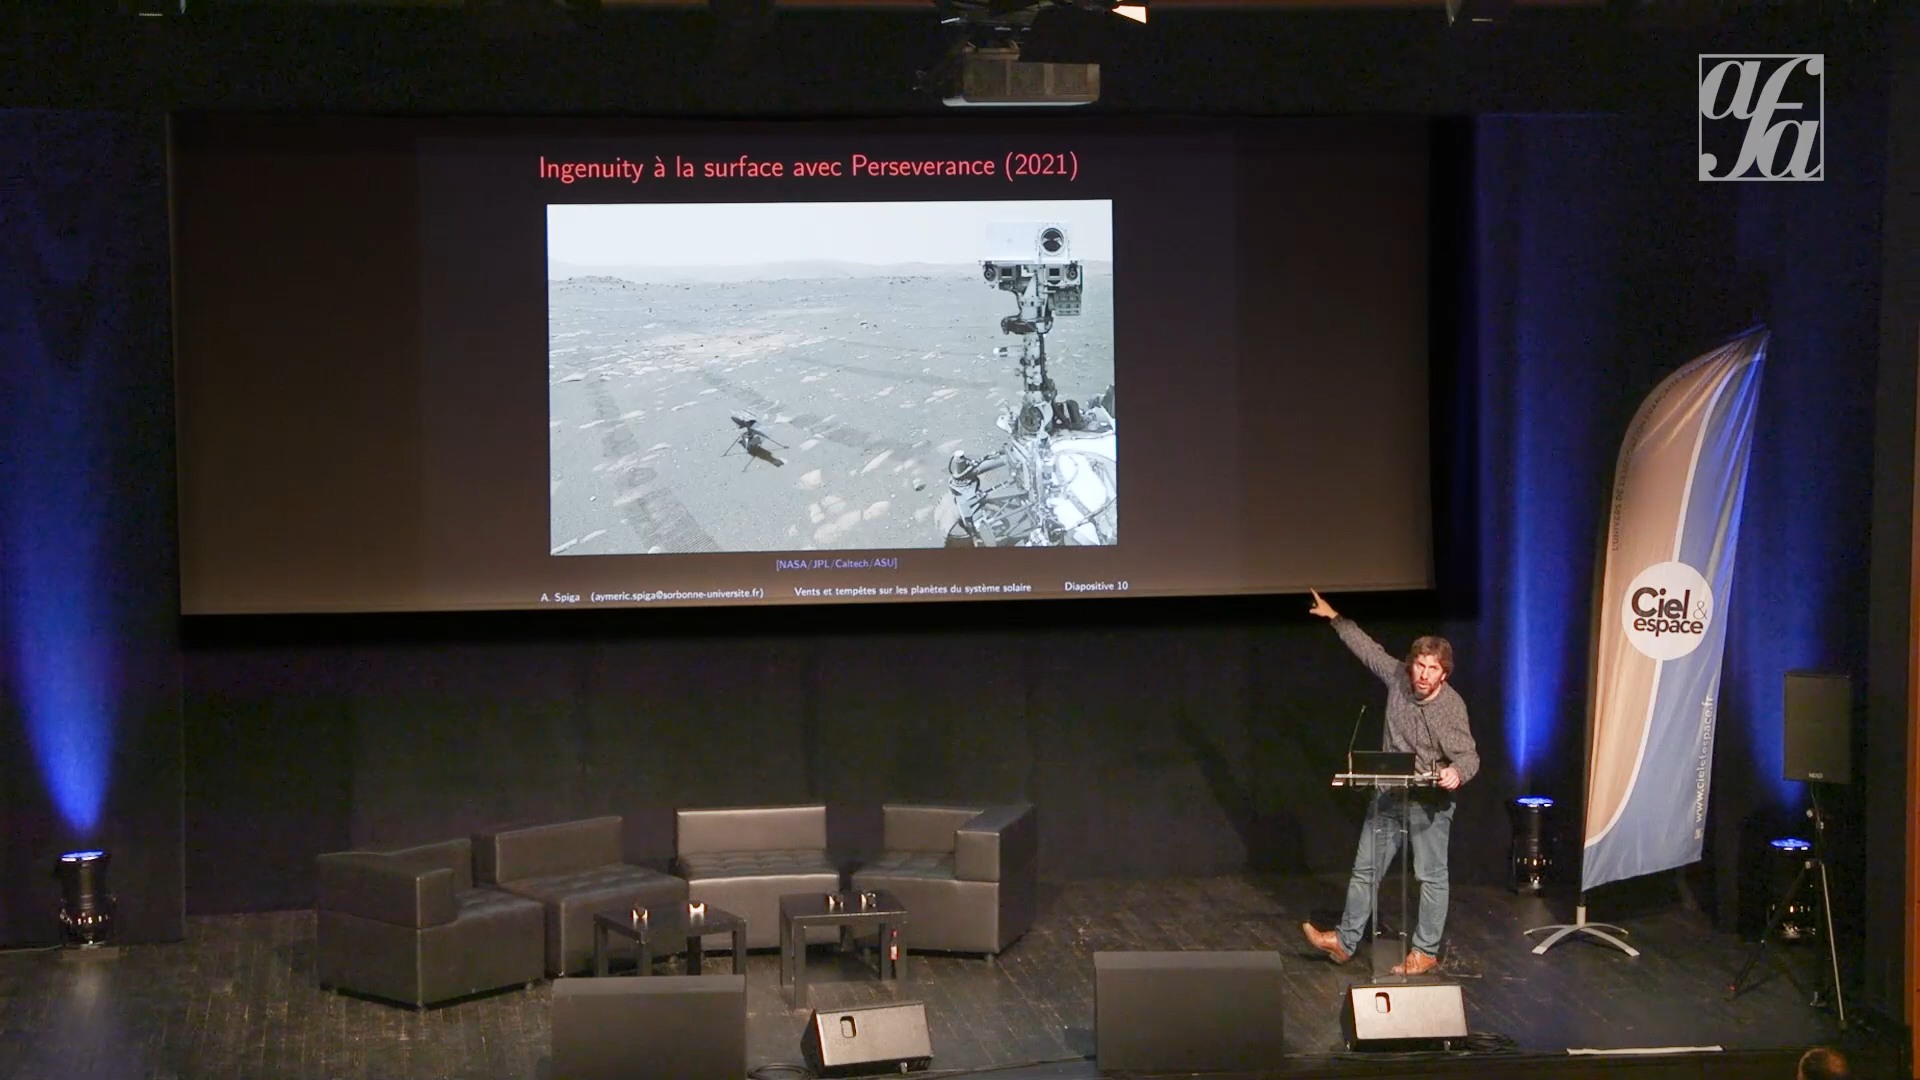 afa
Ingenuity à la surface avec Perseverance (2021)
[NASA/JPL/Caltech/ASU]
A. Spiga (aymeric.spiga@sorbonne-universite.fr) Vents et tempêtes sur les planètes du système solaire Diapositive 10
Ciel &
espace
www.cieletespace.fr